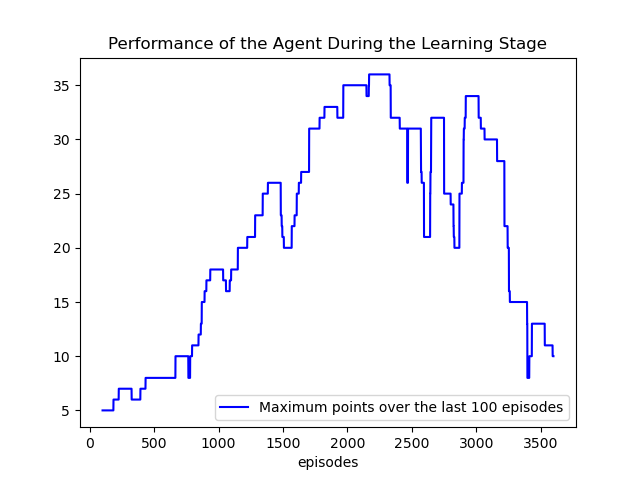 Performance of the Agent During the Learning Stage
35
30
25
20
15
10
5
Maximum points over the last 100 episodes
0 500 1000 1500 2000 2500 3000 3500
episodes